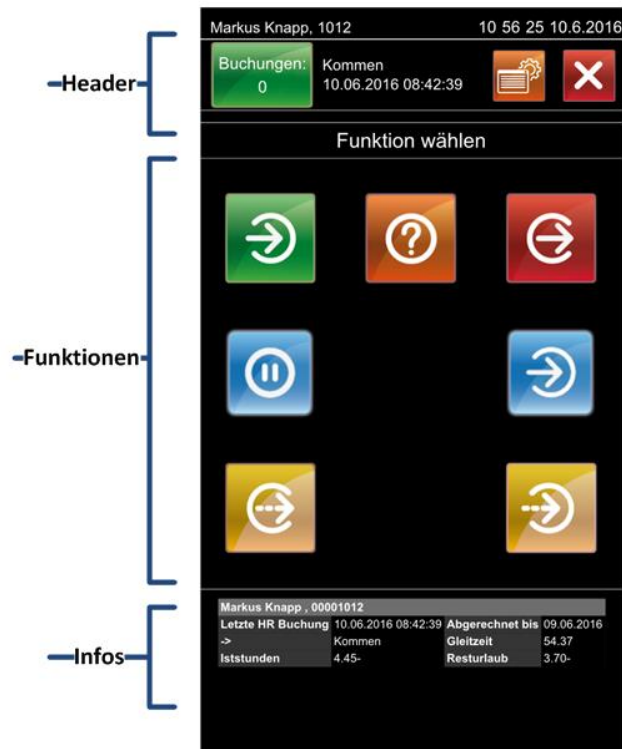 Markus Knapp, 1012 10 56 25 10.6.2016
Buchungen: 0
Kommen
10.06.2016 08:42:39
Header
Funktion wählen
Funktionen
Markus Knapp , 00001012
Letzte HR Buchung 10.06.2016 08:42:39 Abgerechnet bis 09.06.2016
-> Kommen Gleitzeit 54.37
Iststunden 4.45- Resturlaub 3.70-
Infos